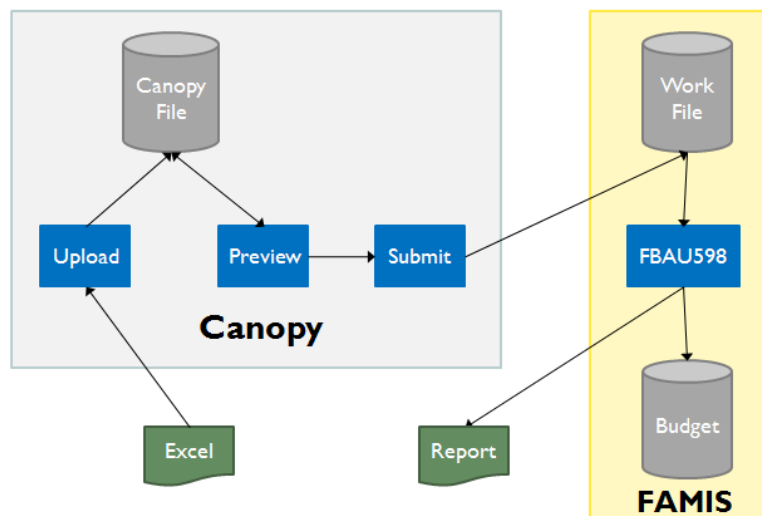 Canopy
File
Work
File
Upload
Preview
Submit
FBAU598
Canopy
Excel
Report
Budget
FAMIS